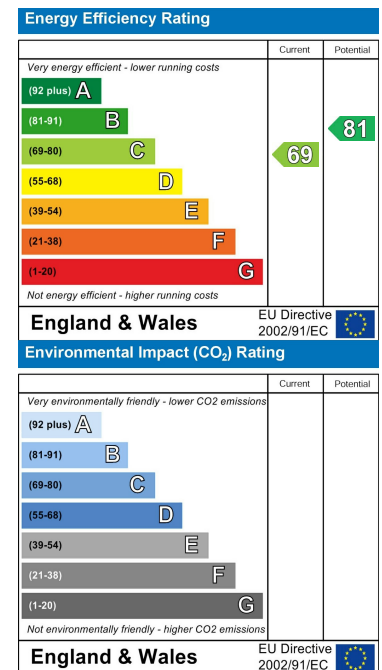 Energy Efficiency Rating
Current Potential
Very energy efficient - lower running costs
(92 plus) A
(81-91) B
(69-80) C
(55-68) D
(39-54) E
(21-38) F
(1-20) G
69
81
Not energy efficient - higher running costs
England & Wales
EU Directive
2002/91/EC
Environmental Impact (CO₂) Rating
Current Potential
Very environmentally friendly - lower CO2 emissions
(92 plus) A
(81-91) B
(69-80) C
(55-68) D
(39-54) E
(21-38) F
(1-20) G
Not environmentally friendly - higher CO2 emissions
England & Wales
EU Directive
2002/91/EC